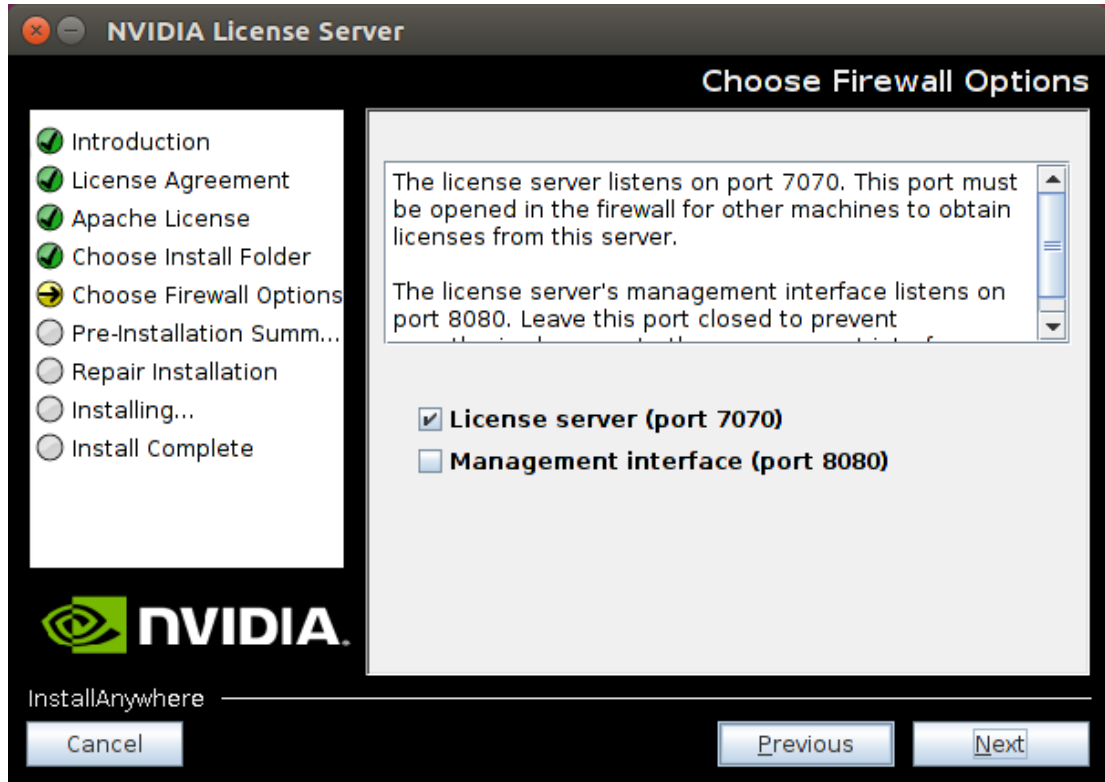 NVIDIA License Server
Choose Firewall Options
Introduction
License Agreement
Apache License
Choose Install Folder
Choose Firewall Options
Pre-Installation Summ...
Repair Installation
Installing...
Install Complete
The license server listens on port 7070. This port must
be opened in the firewall for other machines to obtain
licenses from this server.
The license server's management interface listens on
port 8080. Leave this port closed to prevent
License server (port 7070)
Management interface (port 8080)
NVIDIA.
InstallAnywhere
Cancel
Previous
Next